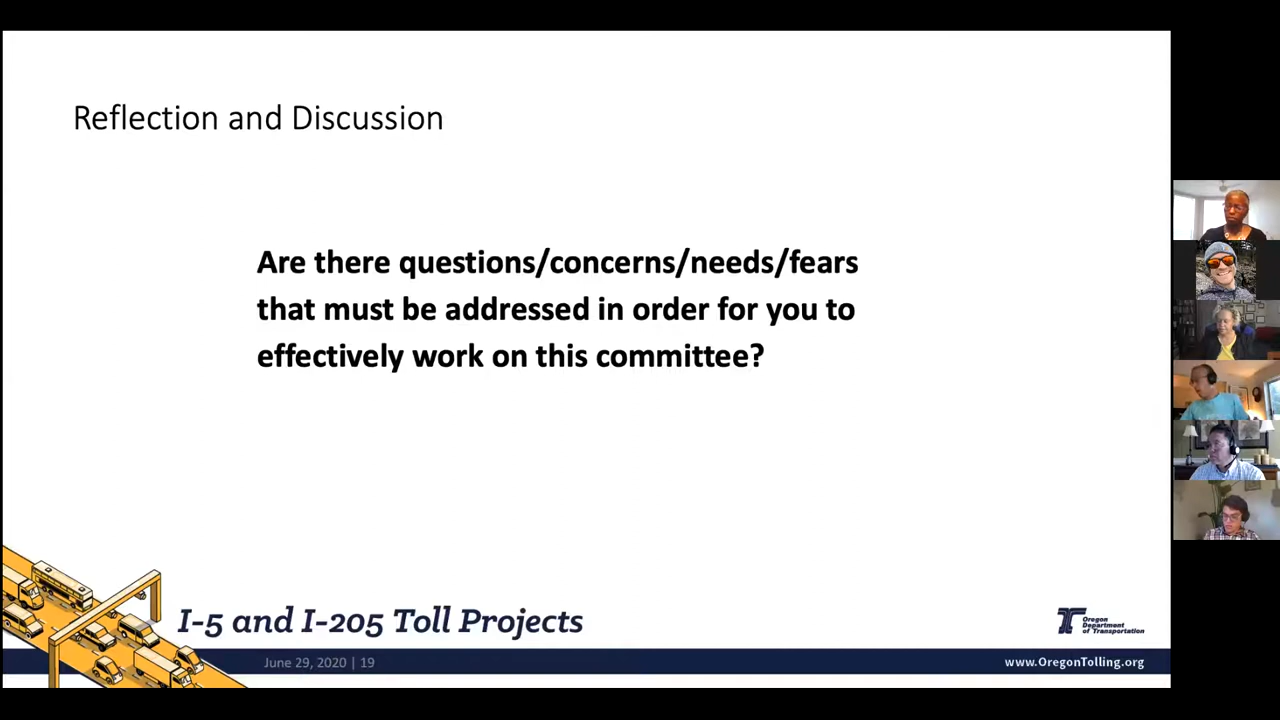 Reflection and Discussion
Are there questions/concerns/needs/fears
that must be addressed in order for you to
effectively work on this committee?
I-5 and I-205 Toll Projects
Oregon
Department
of Transportation
June 29, 2020 | 19
www.OregonTolling.org